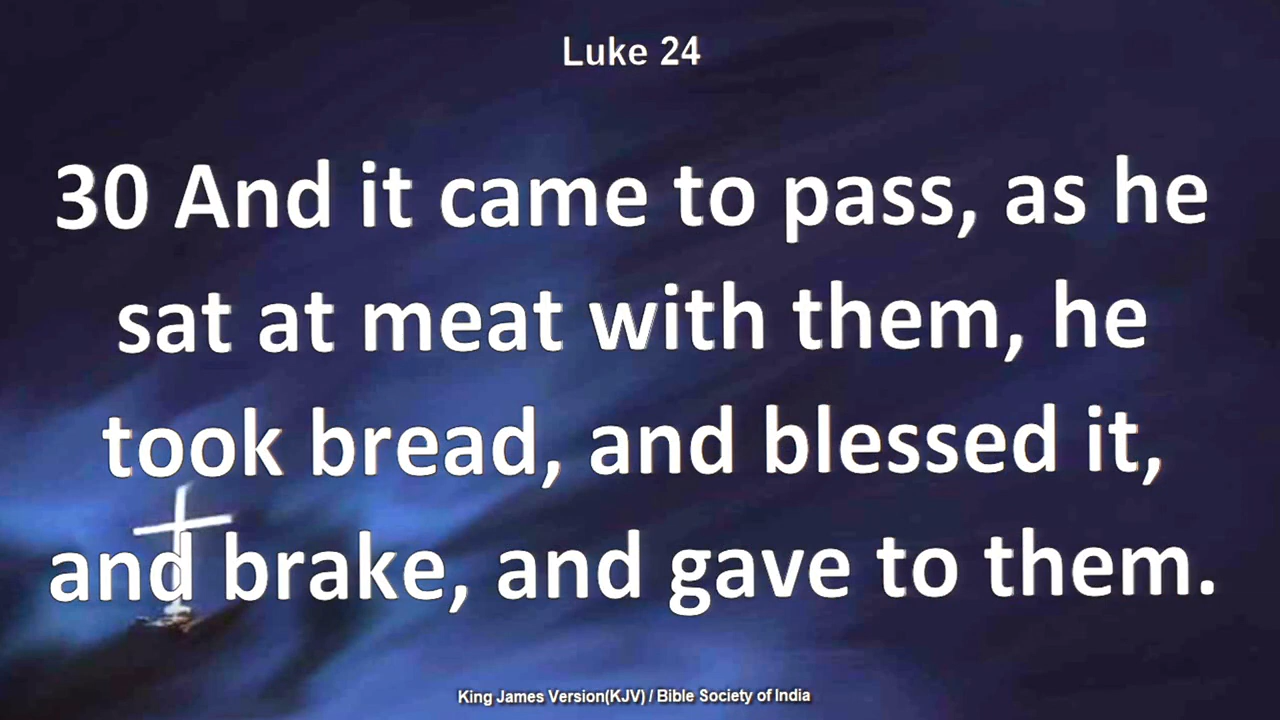 Luke 24
30 And it came to pass, as he
sat at meat with them, he
took bread, and blessed it,
and brake, and gave to them.
King James Version(KJV) / Bible Society of India